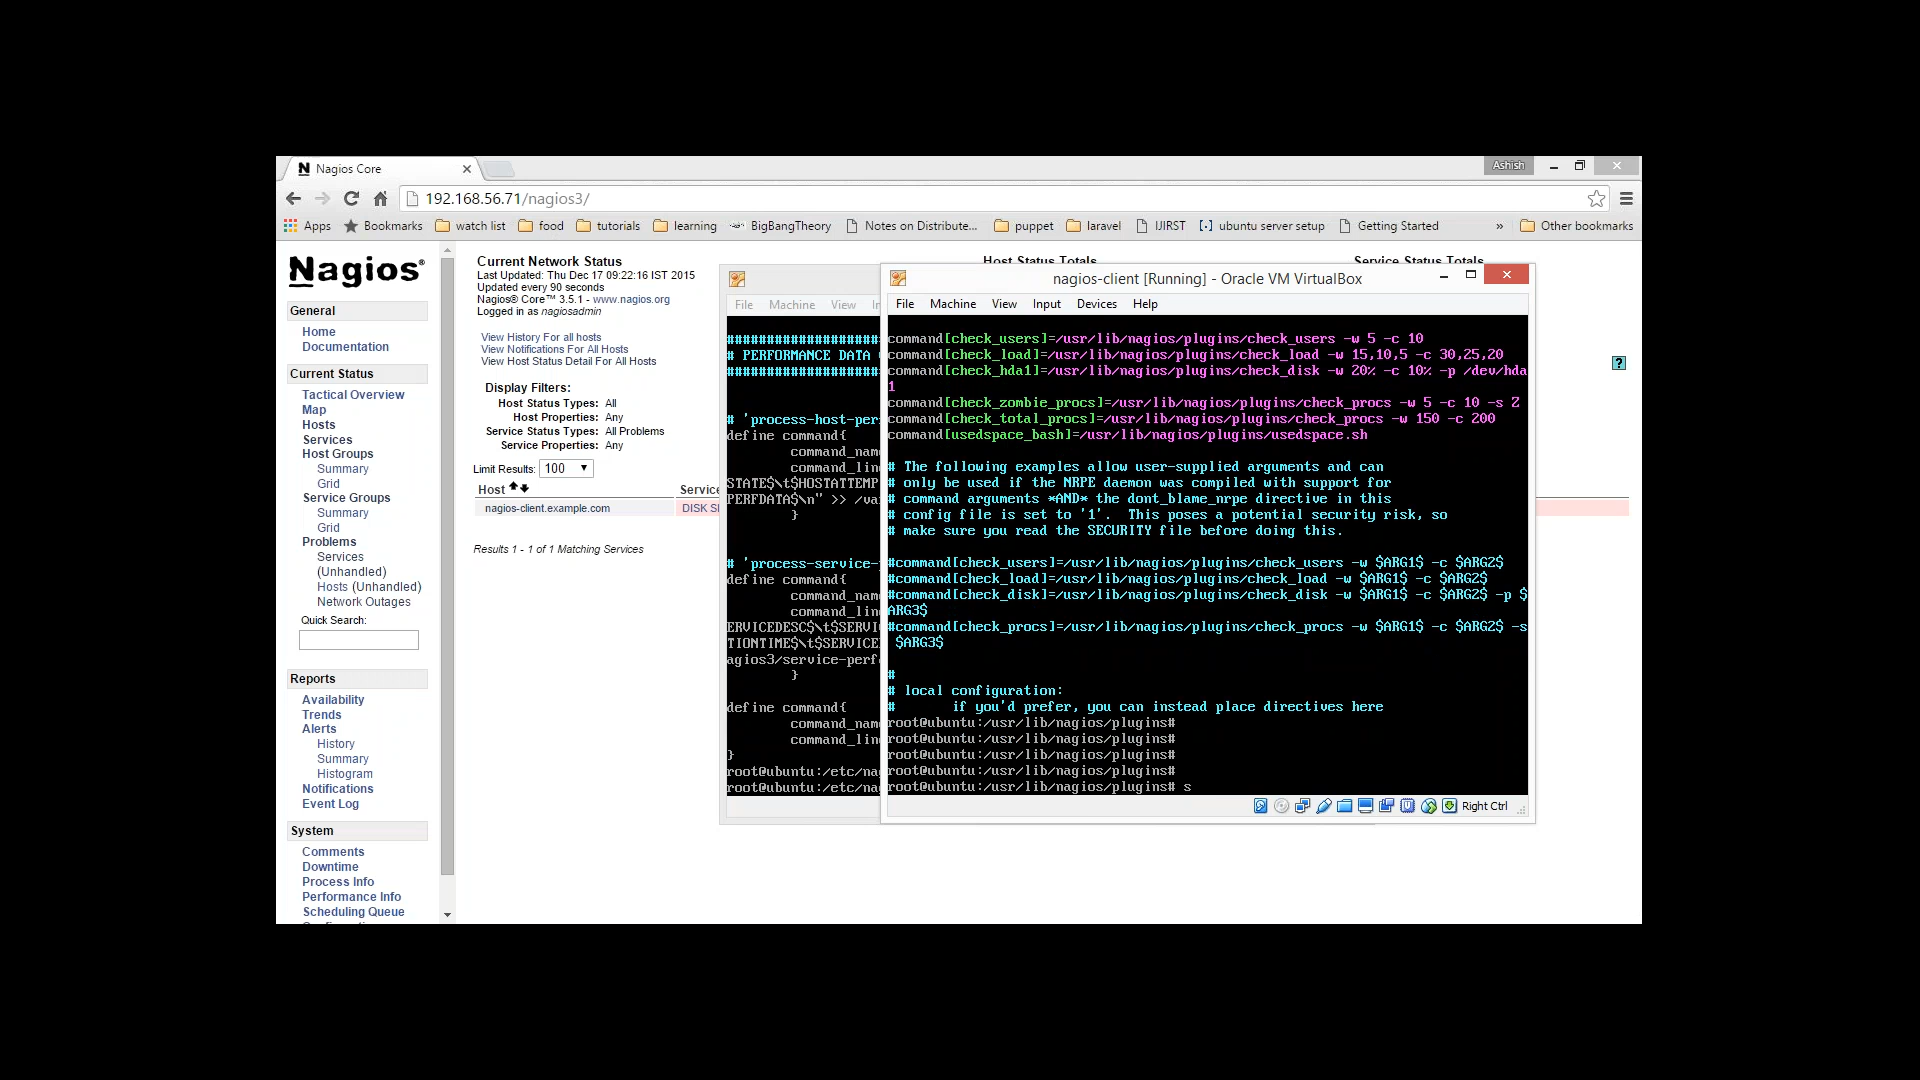 Nagios Core
Ashish
192.168.56.71/nagios3/
Apps
Bookmarks
watch list
food
tutorials
learning
BigBangTheory
Notes on Distribute...
puppet
laravel
IJIRST
ubuntu server setup
Getting Started
»
Other bookmarks
Nagios®
General
Home
Documentation
Current Status
Tactical Overview
Map
Hosts
Services
Host Groups
Summary
Grid
Service Groups
Summary
Grid
Problems
Services
(Unhandled)
Hosts (Unhandled)
Network Outages
Quick Search:
Reports
Availability
Trends
Alerts
History
Summary
Histogram
Notifications
Event Log
System
Comments
Downtime
Process Info
Performance Info
Scheduling Queue
Current Network Status
Last Updated: Thu Dec 17 09:22:16 IST 2015
Updated every 90 seconds
Nagios® Core™ 3.5.1 - www.nagios.org
Logged in as nagiosadmin
View History For all hosts
View Notifications For All Hosts
View Host Status Detail For All Hosts
Display Filters:
Host Status Types: All
Host Properties: Any
Service Status Types: All Problems
Service Properties: Any
Limit Results: 100
Host
Service
nagios-client.example.com
DISK S
Results 1 - 1 of 1 Matching Services
Host Status Totals
Service Status Totals
?
File Machine View
###################
# PERFORMANCE DATA
###################
# 'process-host-per
define command{
command_nam
command_lin
STATE$\t$HOSTATTEMP
PERFDATA$\n" >> /va
}
# 'process-service-
define command{
command_nam
command_lin
ERVICEDESC$\t$SERVI
TIONTIME$\t$SERVICE
agios3/service-perf
}
define command{
command_nam
command_lin
}
root@ubuntu:/etc/na
root@ubuntu:/etc/na
nagios-client [Running] - Oracle VM VirtualBox
File Machine View Input Devices Help
command[check_users]=/usr/lib/nagios/plugins/check_users -w 5 -c 10
command[check_load]=/usr/lib/nagios/plugins/check_load -w 15,10,5 -c 30,25,20
command[check_hda1]=/usr/lib/nagios/plugins/check_disk -w 20% -c 10% -p /dev/hda
1
command[check_zombie_procs]=/usr/lib/nagios/plugins/check_procs -w 5 -c 10 -s Z
command[check_total_procs]=/usr/lib/nagios/plugins/check_procs -w 150 -c 200
command[usedspace_bash]=/usr/lib/nagios/plugins/usedspace.sh
# The following examples allow user-supplied arguments and can
# only be used if the NRPE daemon was compiled with support for
# command arguments *AND* the dont_blame_nrpe directive in this
# config file is set to '1'.  This poses a potential security risk, so
# make sure you read the SECURITY file before doing this.
#command[check_users]=/usr/lib/nagios/plugins/check_users -w $ARG1$ -c $ARG2$
#command[check_load]=/usr/lib/nagios/plugins/check_load -w $ARG1$ -c $ARG2$
#command[check_disk]=/usr/lib/nagios/plugins/check_disk -w $ARG1$ -c $ARG2$ -p $
ARG3$
#command[check_procs]=/usr/lib/nagios/plugins/check_procs -w $ARG1$ -c $ARG2$ -s
$ARG3$
#
# local configuration:
#       if you'd prefer, you can instead place directives here
root@ubuntu:/usr/lib/nagios/plugins#
root@ubuntu:/usr/lib/nagios/plugins#
root@ubuntu:/usr/lib/nagios/plugins#
root@ubuntu:/usr/lib/nagios/plugins#
root@ubuntu:/usr/lib/nagios/plugins# s
Right Ctrl